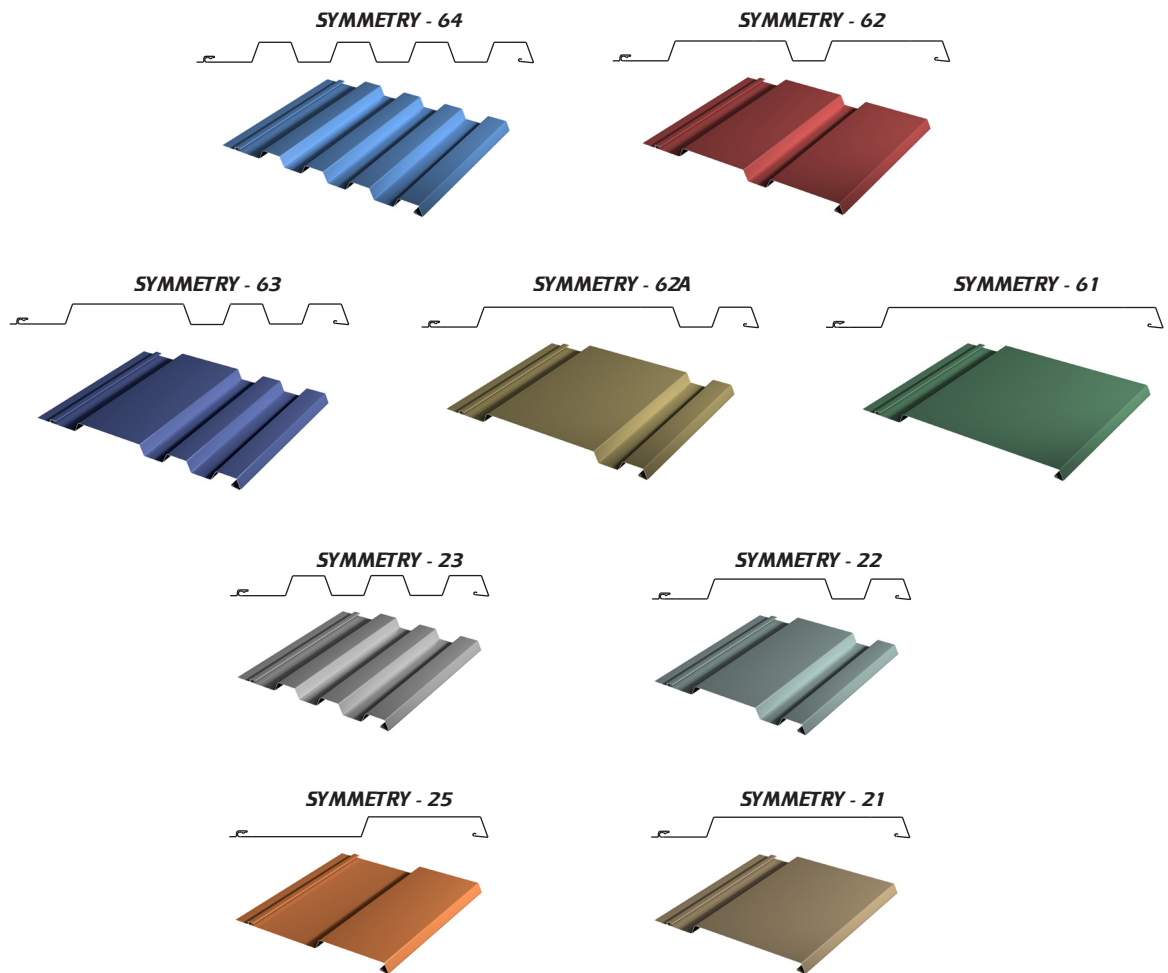 SYMMETRY - 64
SYMMETRY - 62
SYMMETRY - 63
SYMMETRY - 62A
SYMMETRY - 61
SYMMETRY - 23
SYMMETRY - 22
SYMMETRY - 25
SYMMETRY - 21